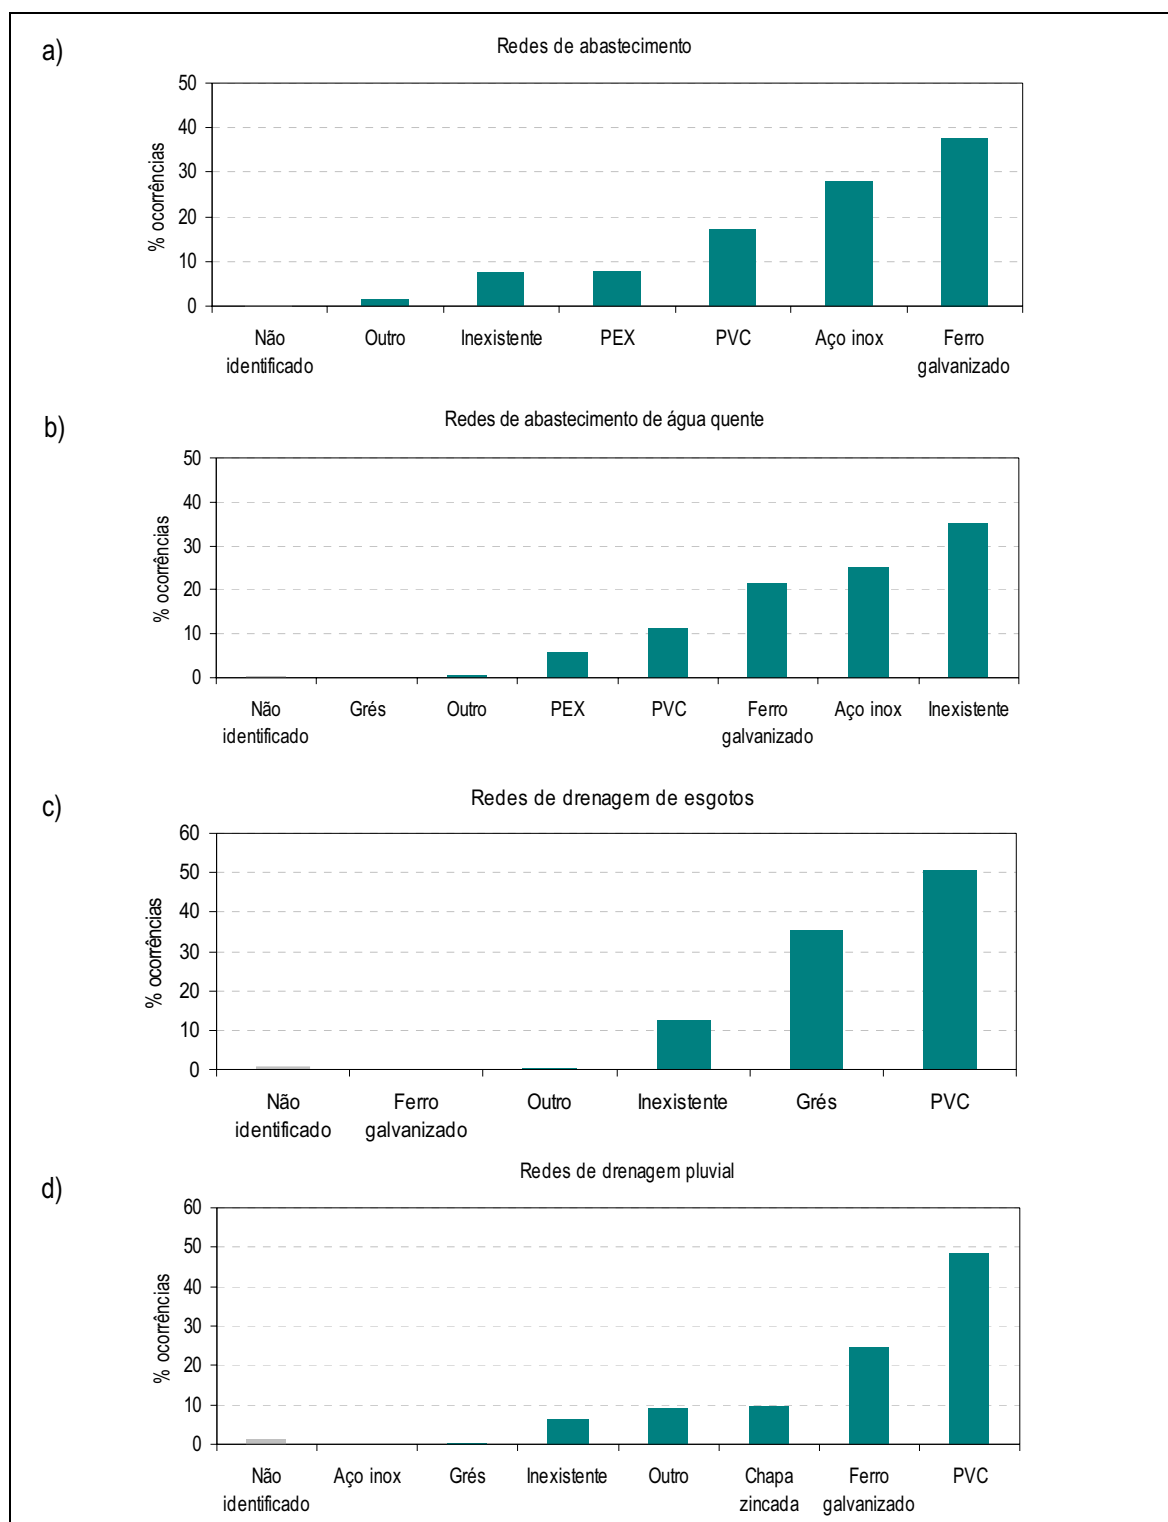 a)
Redes de abastecimento
% ocorrências
50
40
30
20
10
0
Não identificado
Outro
Inexistente
PEX
PVC
Aço inox
Ferro galvanizado
b)
Redes de abastecimento de água quente
% ocorrências
50
40
30
20
10
0
Não identificado
Grés
Outro
PEX
PVC
Ferro galvanizado
Aço inox
Inexistente
c)
Redes de drenagem de esgotos
% ocorrências
60
50
40
30
20
10
0
Não identificado
Ferro galvanizado
Outro
Inexistente
Grés
PVC
d)
Redes de drenagem pluvial
% ocorrências
60
50
40
30
20
10
0
Não identificado
Aço inox
Grés
Inexistente
Outro
Chapa zincada
Ferro galvanizado
PVC